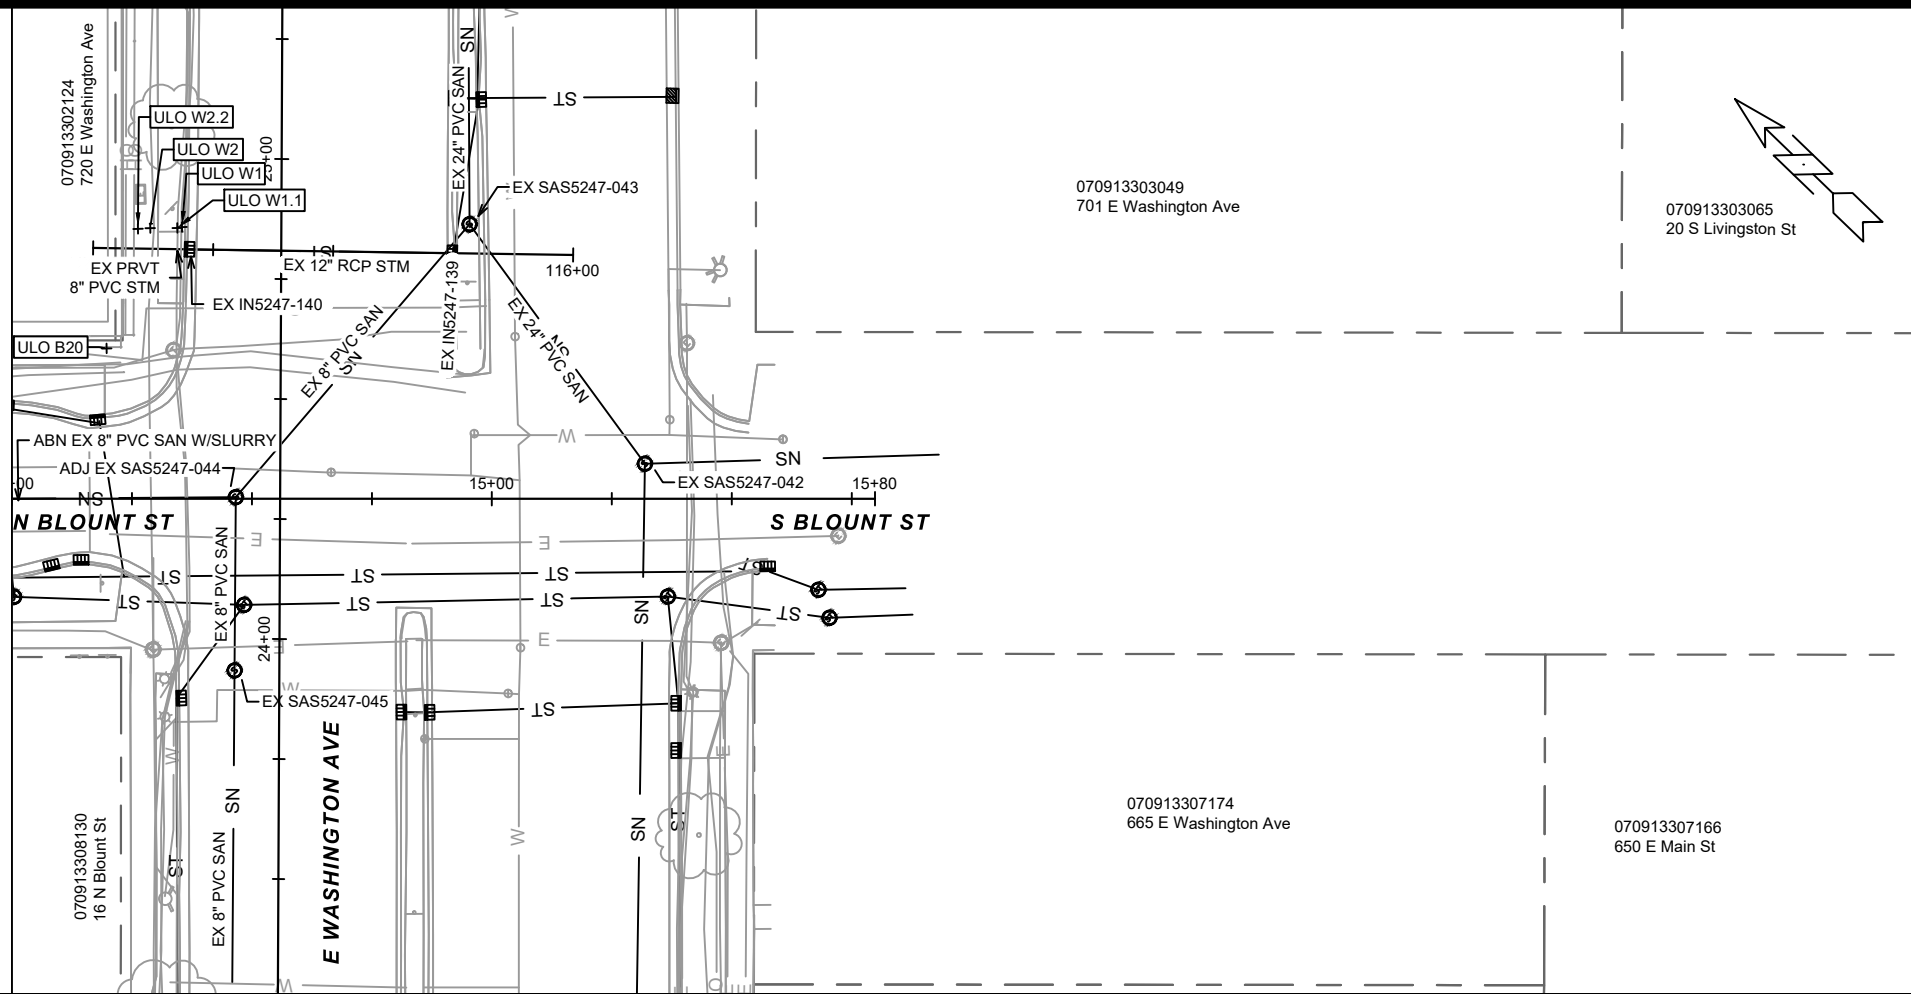 070913302124
720 E Washington Ave
ULO W2.2
ULO W2
ULO W1
ULO W1.1
EX 24" PVC SAN
SN
ST
EX SAS5247-043
070913303049
701 E Washington Ave
070913303065
20 S Livingston St
EX PRVT
8" PVC STM
EX 12" RCP STM
116+00
EX IN5247-140
EX IN5247-139
EX 8" PVC SAN
SN
EX 24" PVC SAN
SN
ULO B20
W
W
ABN EX 8" PVC SAN W/SLURRY
ADJ EX SAS5247-044
SN
EX SAS5247-042
00
SN
15+00
15+80
N BLOUNT ST
S BLOUNT ST
E
E
EX 8" PVC SAN
ST
ST
ST
ST
ST
ST
ST
ST
SN
24+00
E
E
W
EX SAS5247-045
ST
E WASHINGTON AVE
W
E
070913308130
16 N Blount St
SN
EX 8" PVC SAN
ST
W
SN
ST
W
070913307174
665 E Washington Ave
070913307166
650 E Main St